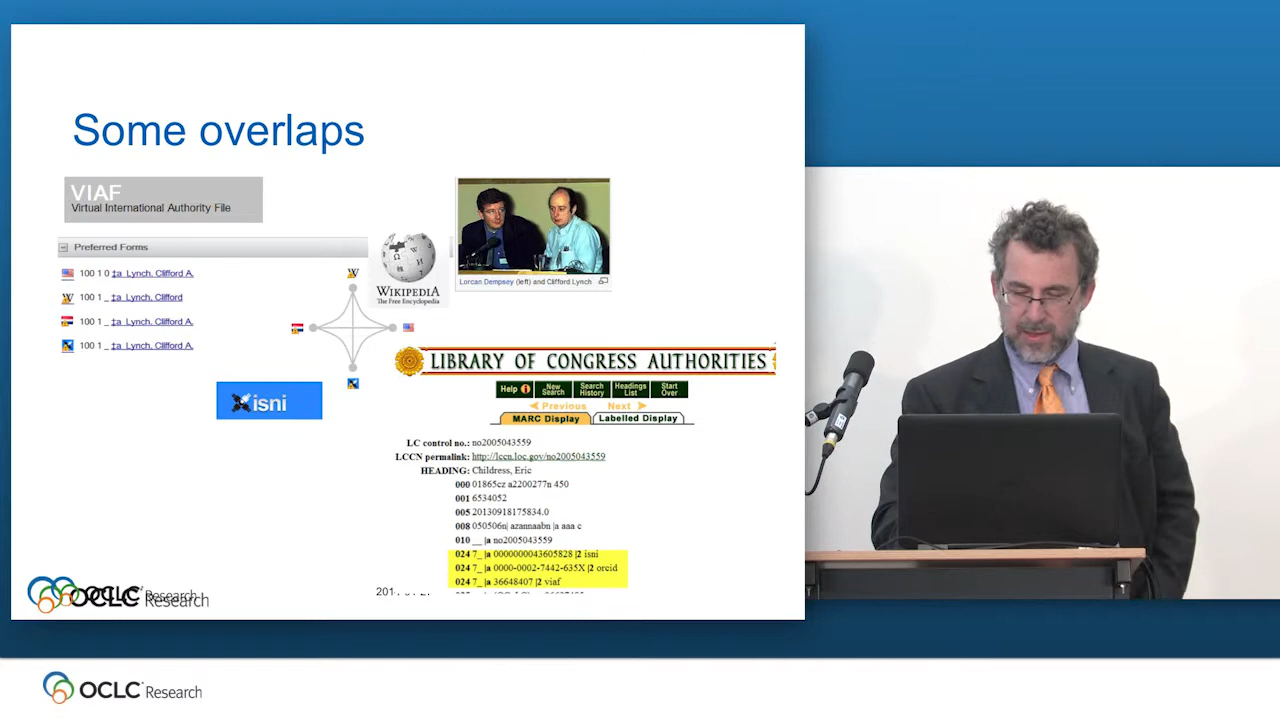 Some overlaps
VIAF
Virtual International Authority File
Preferred Forms
100 1 0 ‡a Lynch, Clifford A.
100 1 _ ‡a Lynch, Clifford
100 1 _ ‡a Lynch, Clifford A.
100 1 _ ‡a Lynch, Clifford A.
WIKIPEDIA
The Free Encyclopedia
Lorcan Dempsey (left) and Clifford Lynch
isni
LIBRARY OF CONGRESS AUTHORITIES
Help New Search Search History Headings List Start Over
Previous Next
MARC Display Labelled Display
LC control no.: no2005043559
LCCN permalink: http://lccn.loc.gov/no2005043559
HEADING: Childress, Eric
000 01865cz a2200277n 450
001 6534052
005 20130918175834.0
008 050506n| azannaabn |a aaa c
010 __ |a no2005043559
024 7_ |a 0000000043605828 |2 isni
024 7_ |a 0000-0002-7442-635X |2 orcid
024 7_ |a 36648407 |2 viaf
OCLC Research
OCLC Research